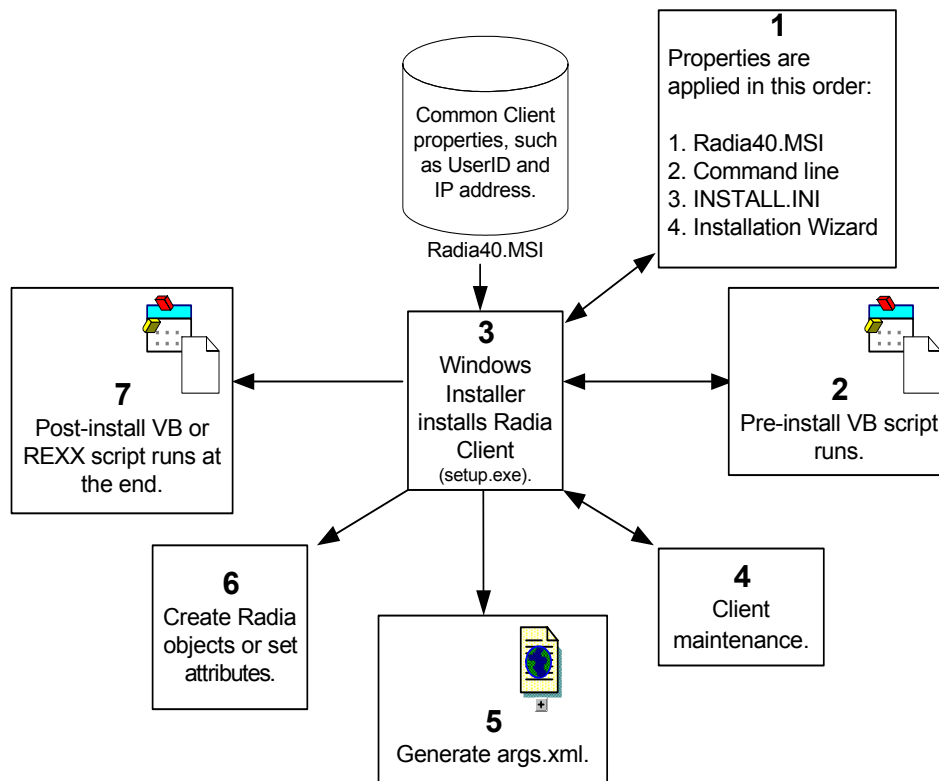 1
Properties are
applied in this order:
1. Radia40.MSI
2. Command line
3. INSTALL.INI
4. Installation Wizard
Common Client
properties, such
as UserID and
IP address.
Radia40.MSI
3
Windows
Installer
installs Radia
Client
(setup.exe).
7
Post-install VB or
REXX script runs at
the end.
2
Pre-install VB script
runs.
6
Create Radia
objects or set
attributes.
4
Client
maintenance.
5
Generate args.xml.